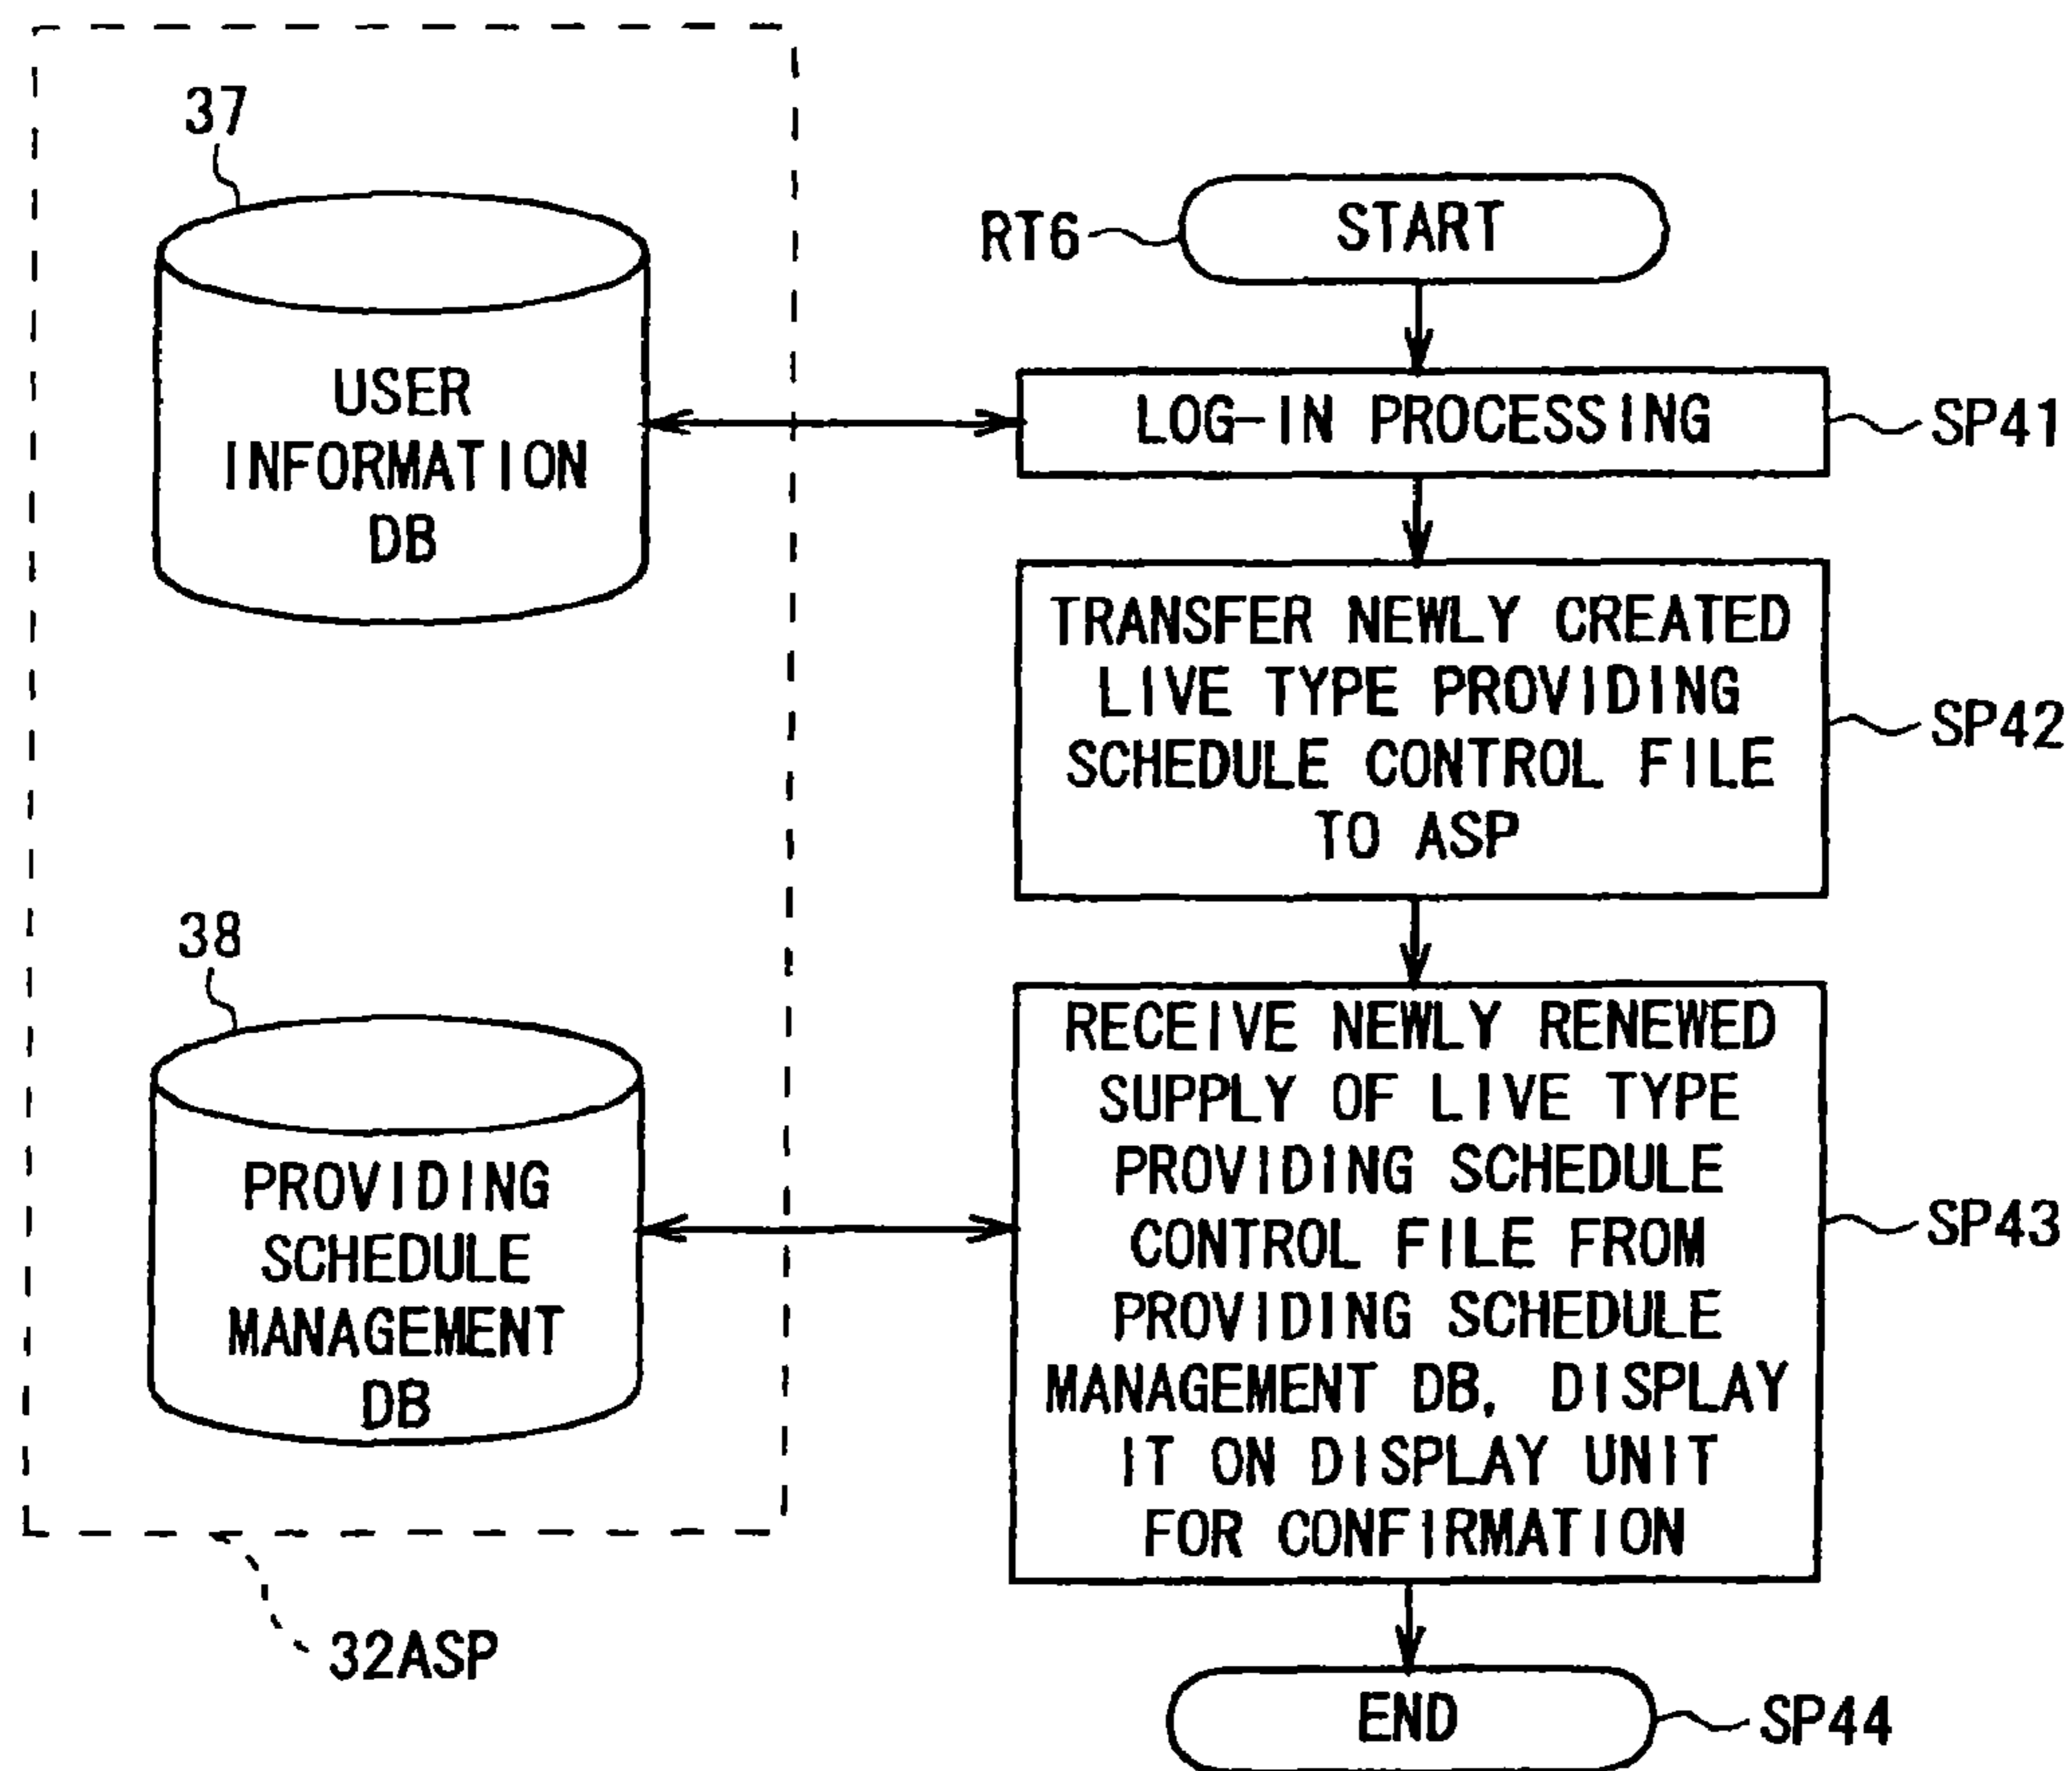 37
USER
INFORMATION
DB
38
PROVIDING
SCHEDULE
MANAGEMENT
DB
32ASP
RT6
START
LOG-IN PROCESSING
SP41
TRANSFER NEWLY CREATED
LIVE TYPE PROVIDING
SCHEDULE CONTROL FILE
TO ASP
SP42
RECEIVE NEWLY RENEWED
SUPPLY OF LIVE TYPE
PROVIDING SCHEDULE
CONTROL FILE FROM
PROVIDING SCHEDULE
MANAGEMENT DB, DISPLAY
IT ON DISPLAY UNIT
FOR CONFIRMATION
SP43
END
SP44